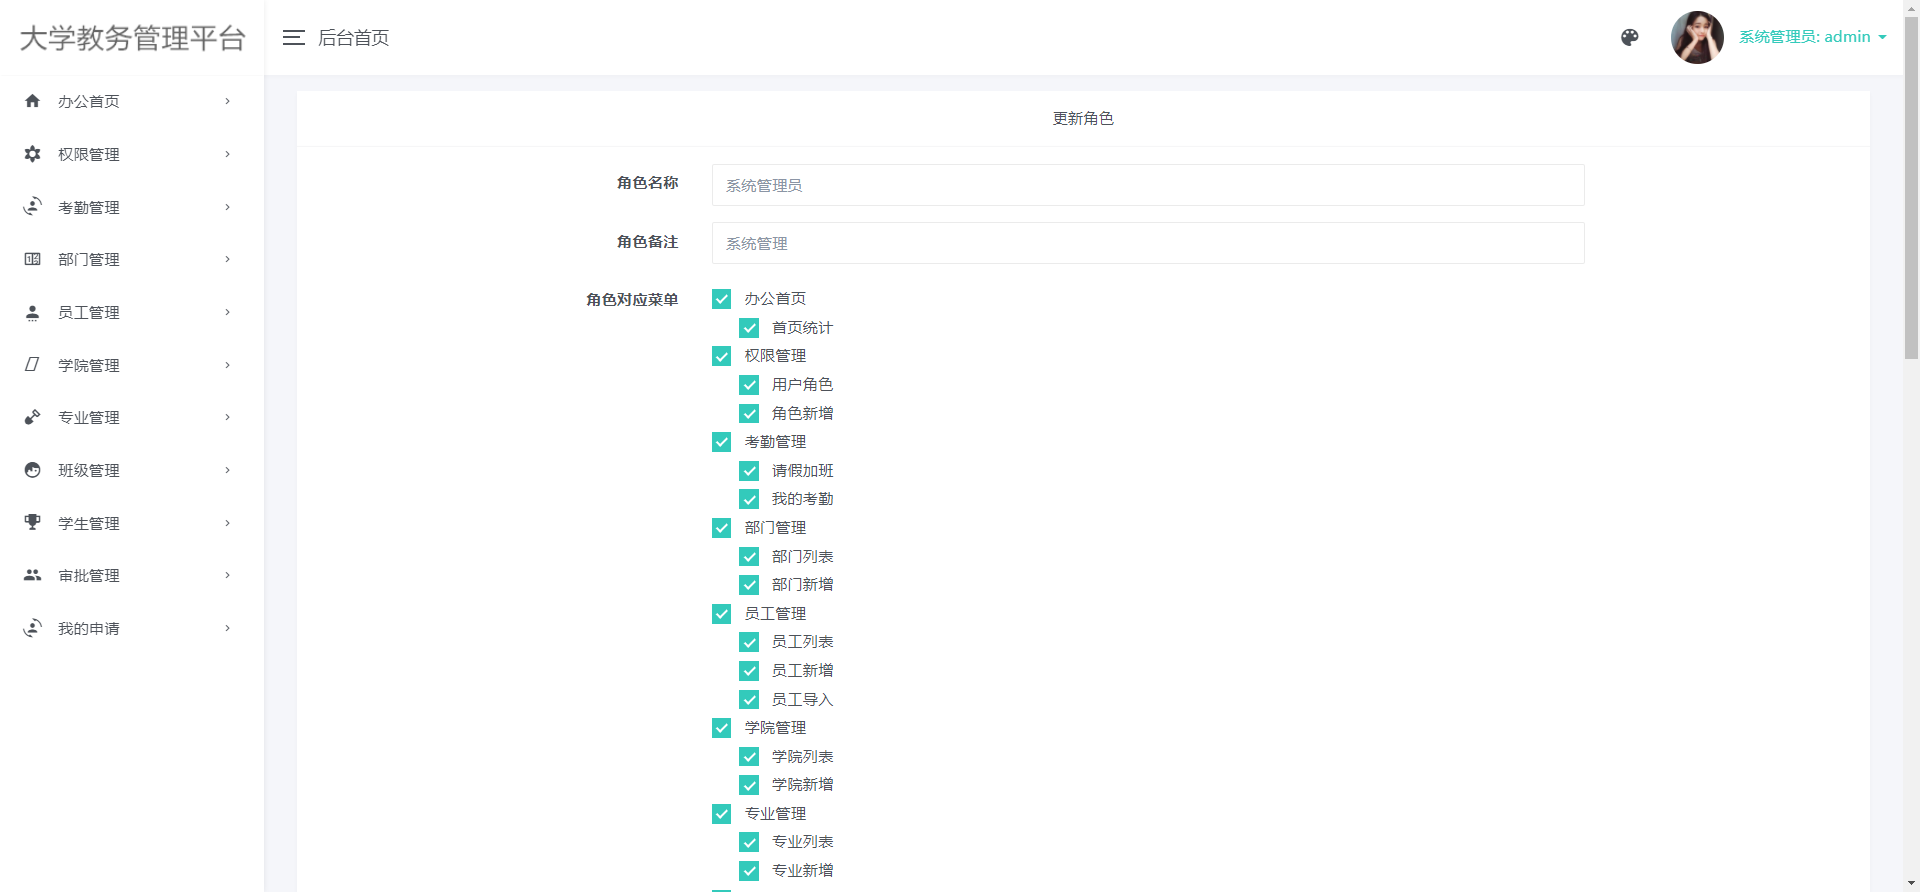 大学教务管理平台
后台首页
系统管理员: admin
办公首页
权限管理
考勤管理
部门管理
员工管理
学院管理
专业管理
班级管理
学生管理
审批管理
我的申请
更新角色
角色名称
系统管理员
角色备注
系统管理
角色对应菜单
办公首页
首页统计
权限管理
用户角色
角色新增
考勤管理
请假加班
我的考勤
部门管理
部门列表
部门新增
员工管理
员工列表
员工新增
员工导入
学院管理
学院列表
学院新增
专业管理
专业列表
专业新增